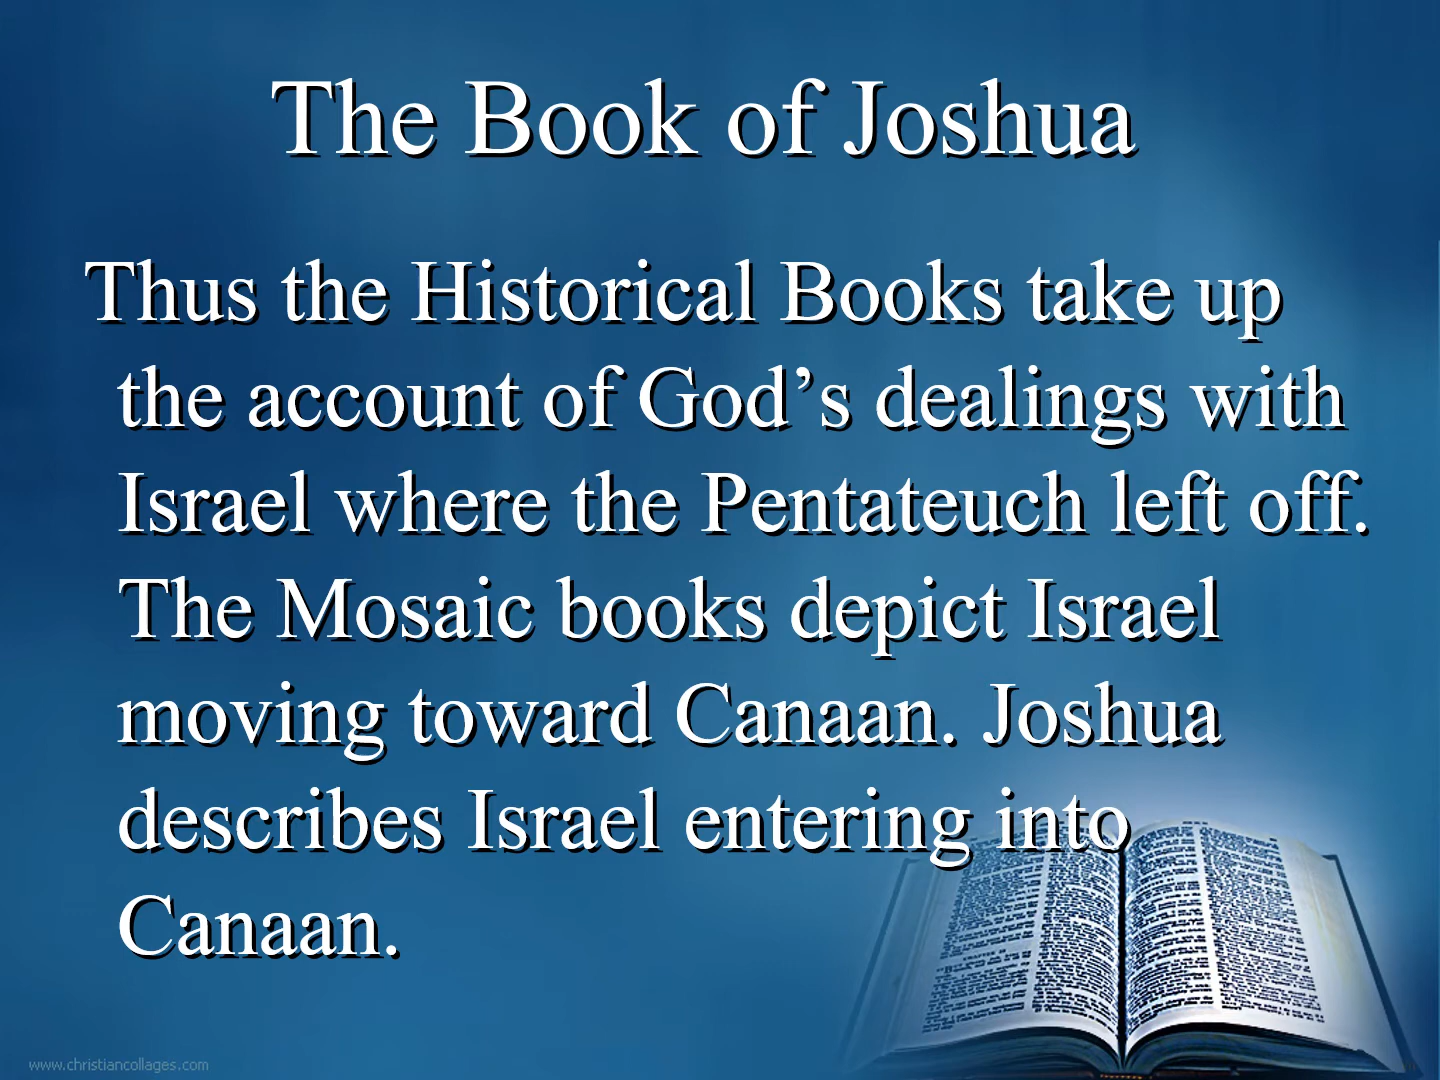 The Book of Joshua
Thus the Historical Books take up
the account of God’s dealings with
Israel where the Pentateuch left off.
The Mosaic books depict Israel
moving toward Canaan. Joshua
describes Israel entering into
Canaan.
www.christiancollages.com